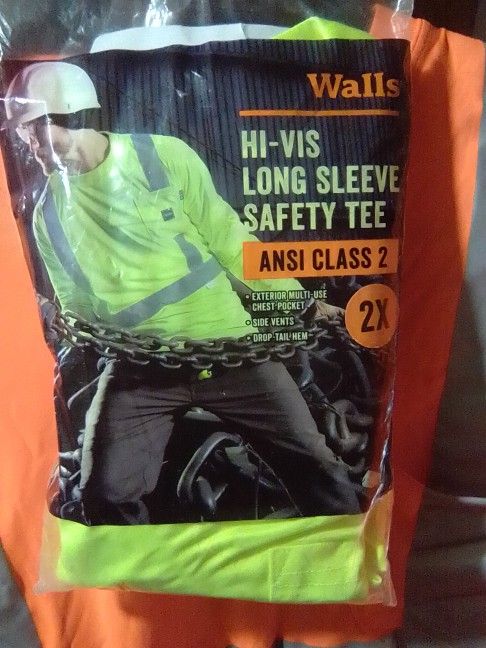 Walls
HI-VIS
LONG SLEEVE
SAFETY TEE
ANSI CLASS 2
• EXTERIOR MULTI-USE
CHEST POCKET
• SIDE VENTS
• DROP TAIL HEM
2X